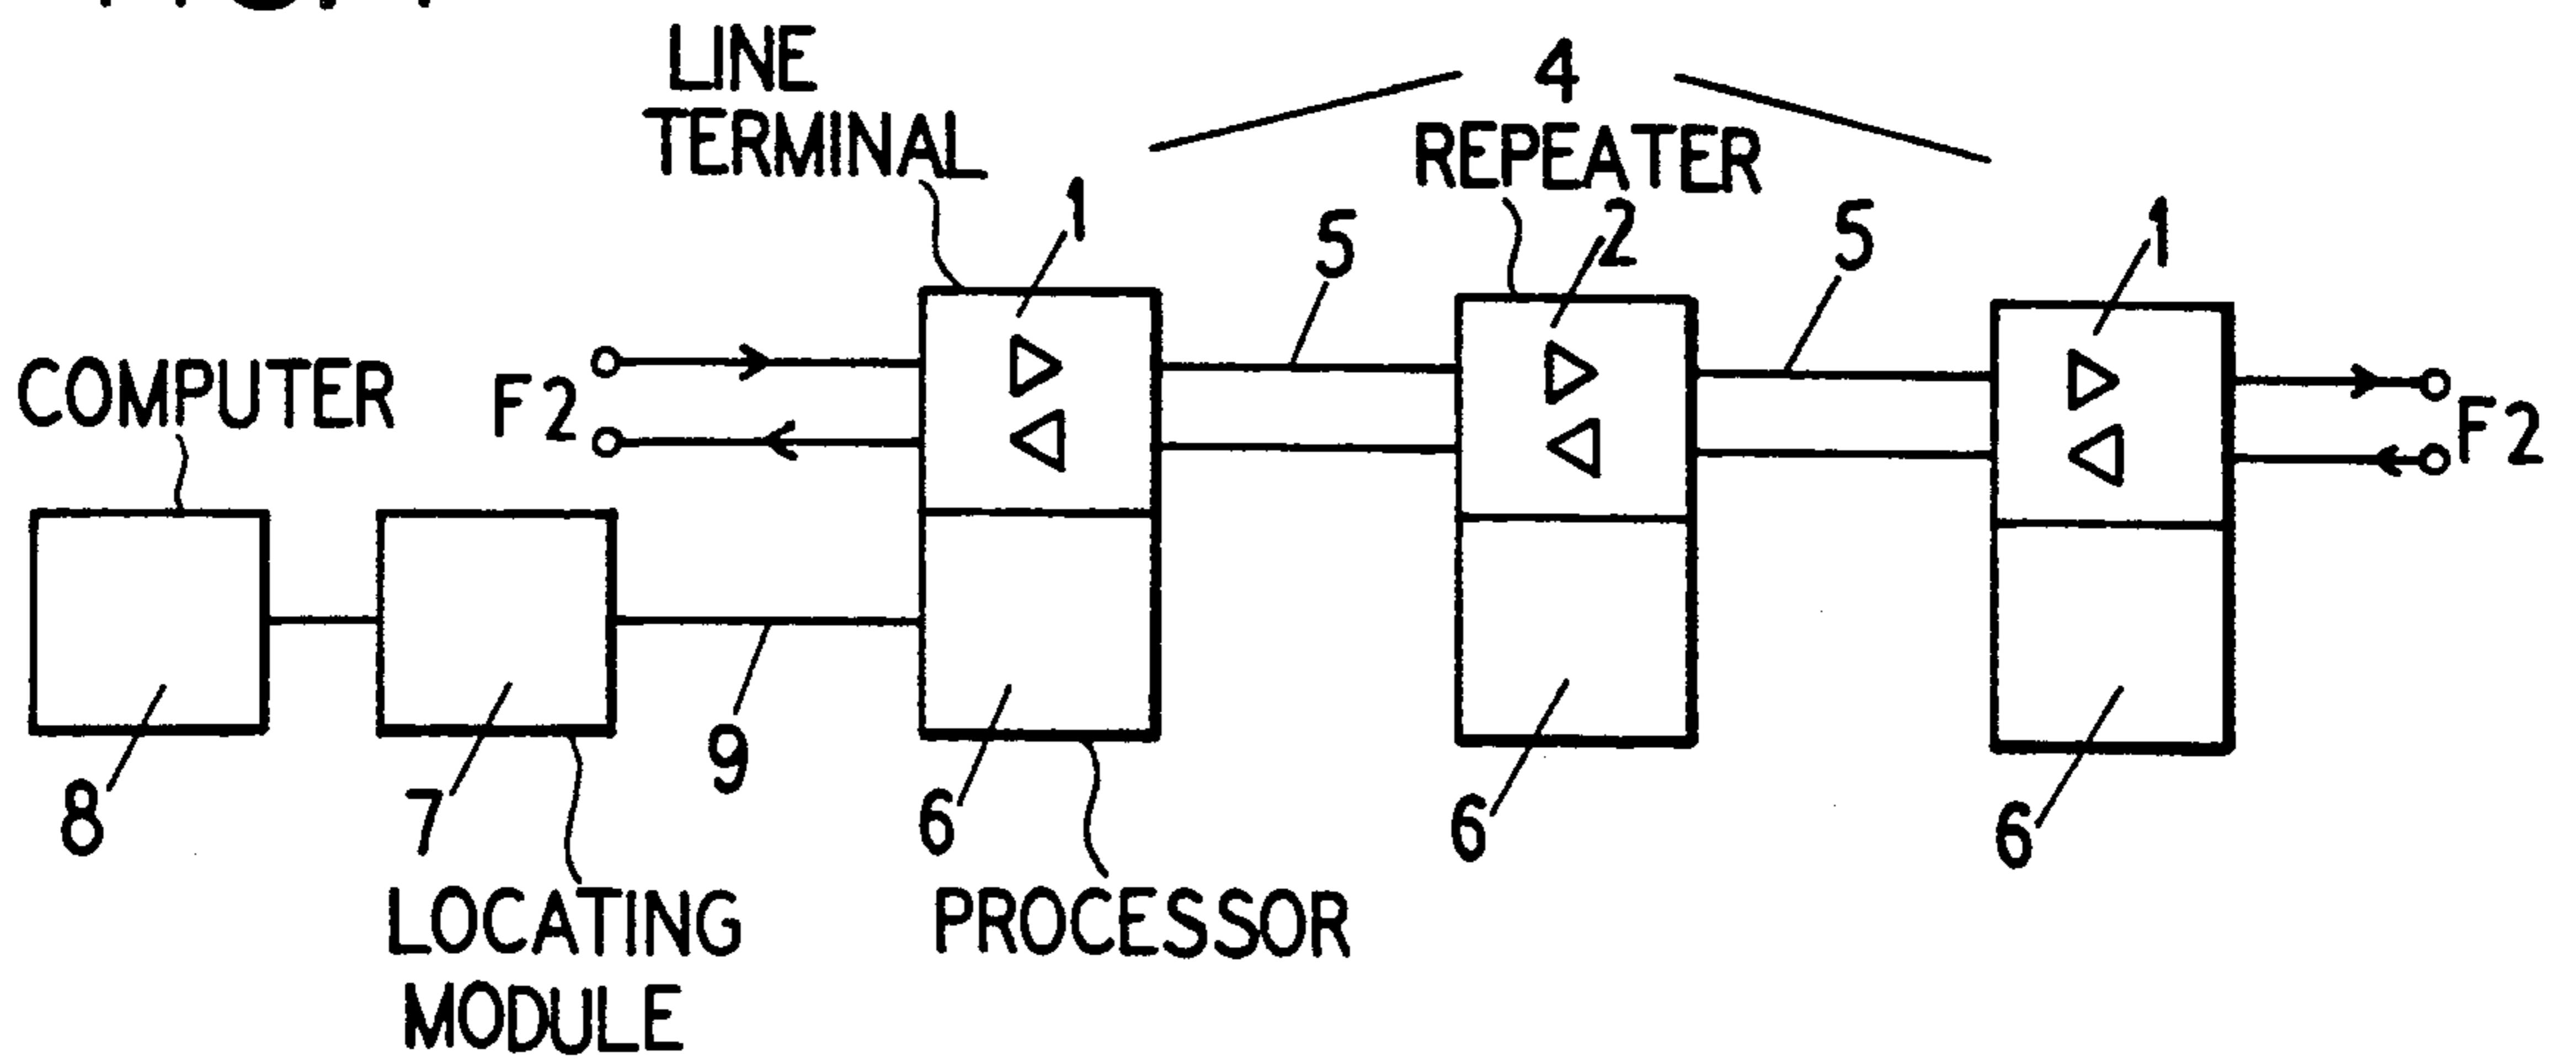 LINE
TERMINAL
4
REPEATER
1
5
2
5
1
COMPUTER
F2
F2
8
7
9
6
6
6
LOCATING
MODULE
PROCESSOR